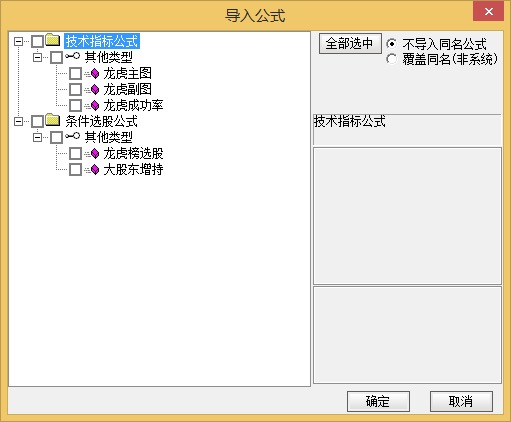 导入公式
技术指标公式
其他类型
龙虎主图
龙虎副图
龙虎成功率
条件选股公式
其他类型
龙虎榜选股
大股东增持
全部选中
不导入同名公式
覆盖同名(非系统)
技术指标公式
确定
取消